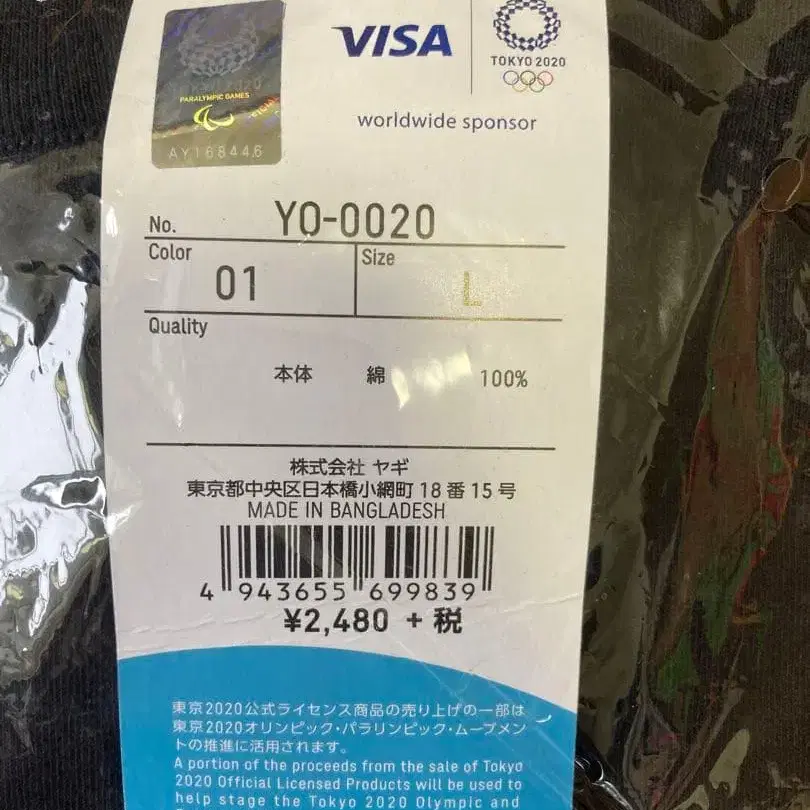 VISA
TOKYO 2020
worldwide sponsor
PARALYMPIC GAMES
AY168446
No. YO-0020
Color 01 Size L
Quality
本体 綿 100%
株式会社 ヤギ
東京都中央区日本橋小網町 18 番 15 号
MADE IN BANGLADESH
4 943655 699839
¥2,480 + 税
東京2020公式ライセンス商品の売り上げの一部は
東京2020オリンピック・パラリンピック・ムーブメン
トの推進に活用されます。
A portion of the proceeds from the sale of Tokyo
2020 Official Licensed Products will be used to
help stage the Tokyo 2020 Olympic and